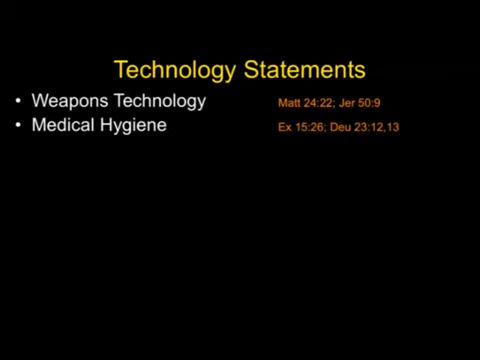 Technology Statements
• Weapons Technology Matt 24:22; Jer 50:9
• Medical Hygiene Ex 15:26; Deu 23:12,13